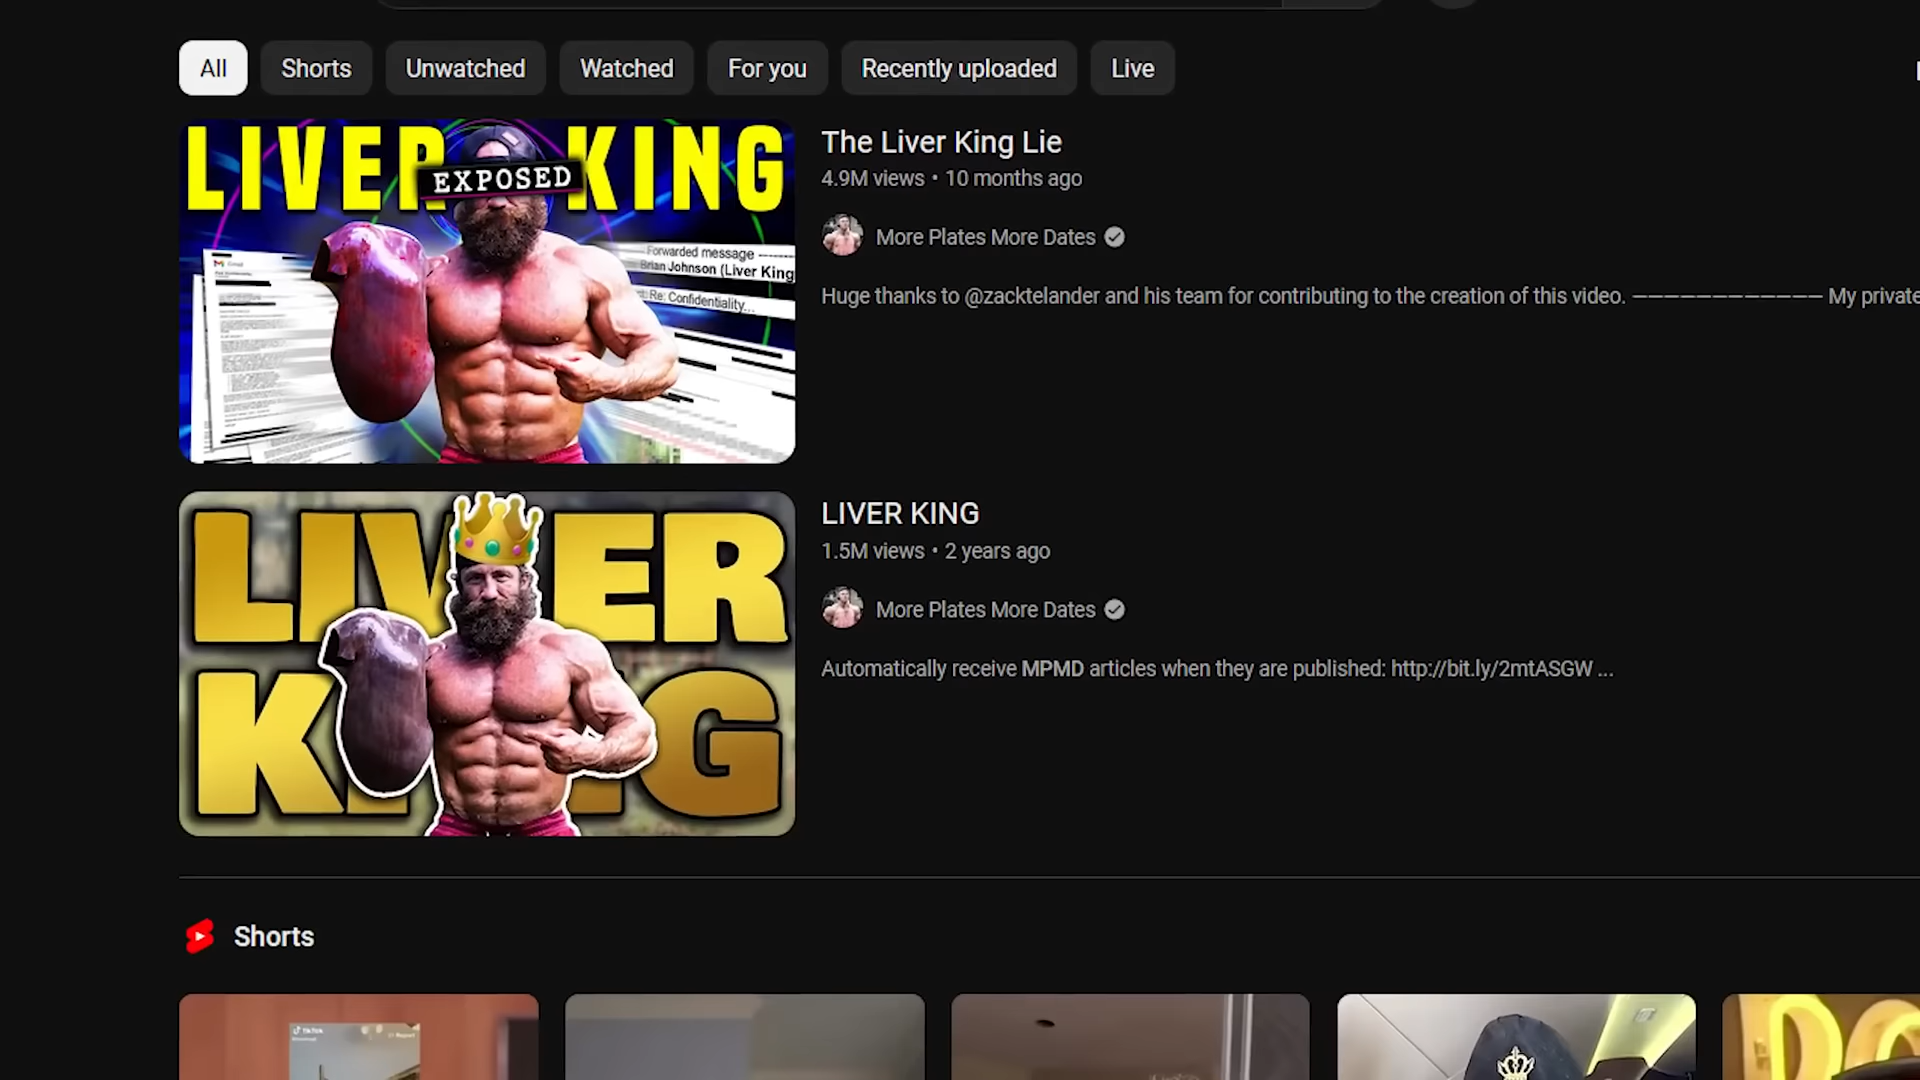 All
Shorts
Unwatched
Watched
For you
Recently uploaded
Live
LIVER KING
EXPOSED
Forwarded message
Brian Johnson (Liver King
Re: Confidentiality...
The Liver King Lie
4.9M views • 10 months ago
More Plates More Dates
Huge thanks to @zacktelander and his team for contributing to the creation of this video. ———————————— My private
LIVER
KING
LIVER KING
1.5M views • 2 years ago
More Plates More Dates
Automatically receive MPMD articles when they are published: http://bit.ly/2mtASGW ...
Shorts
TikTok